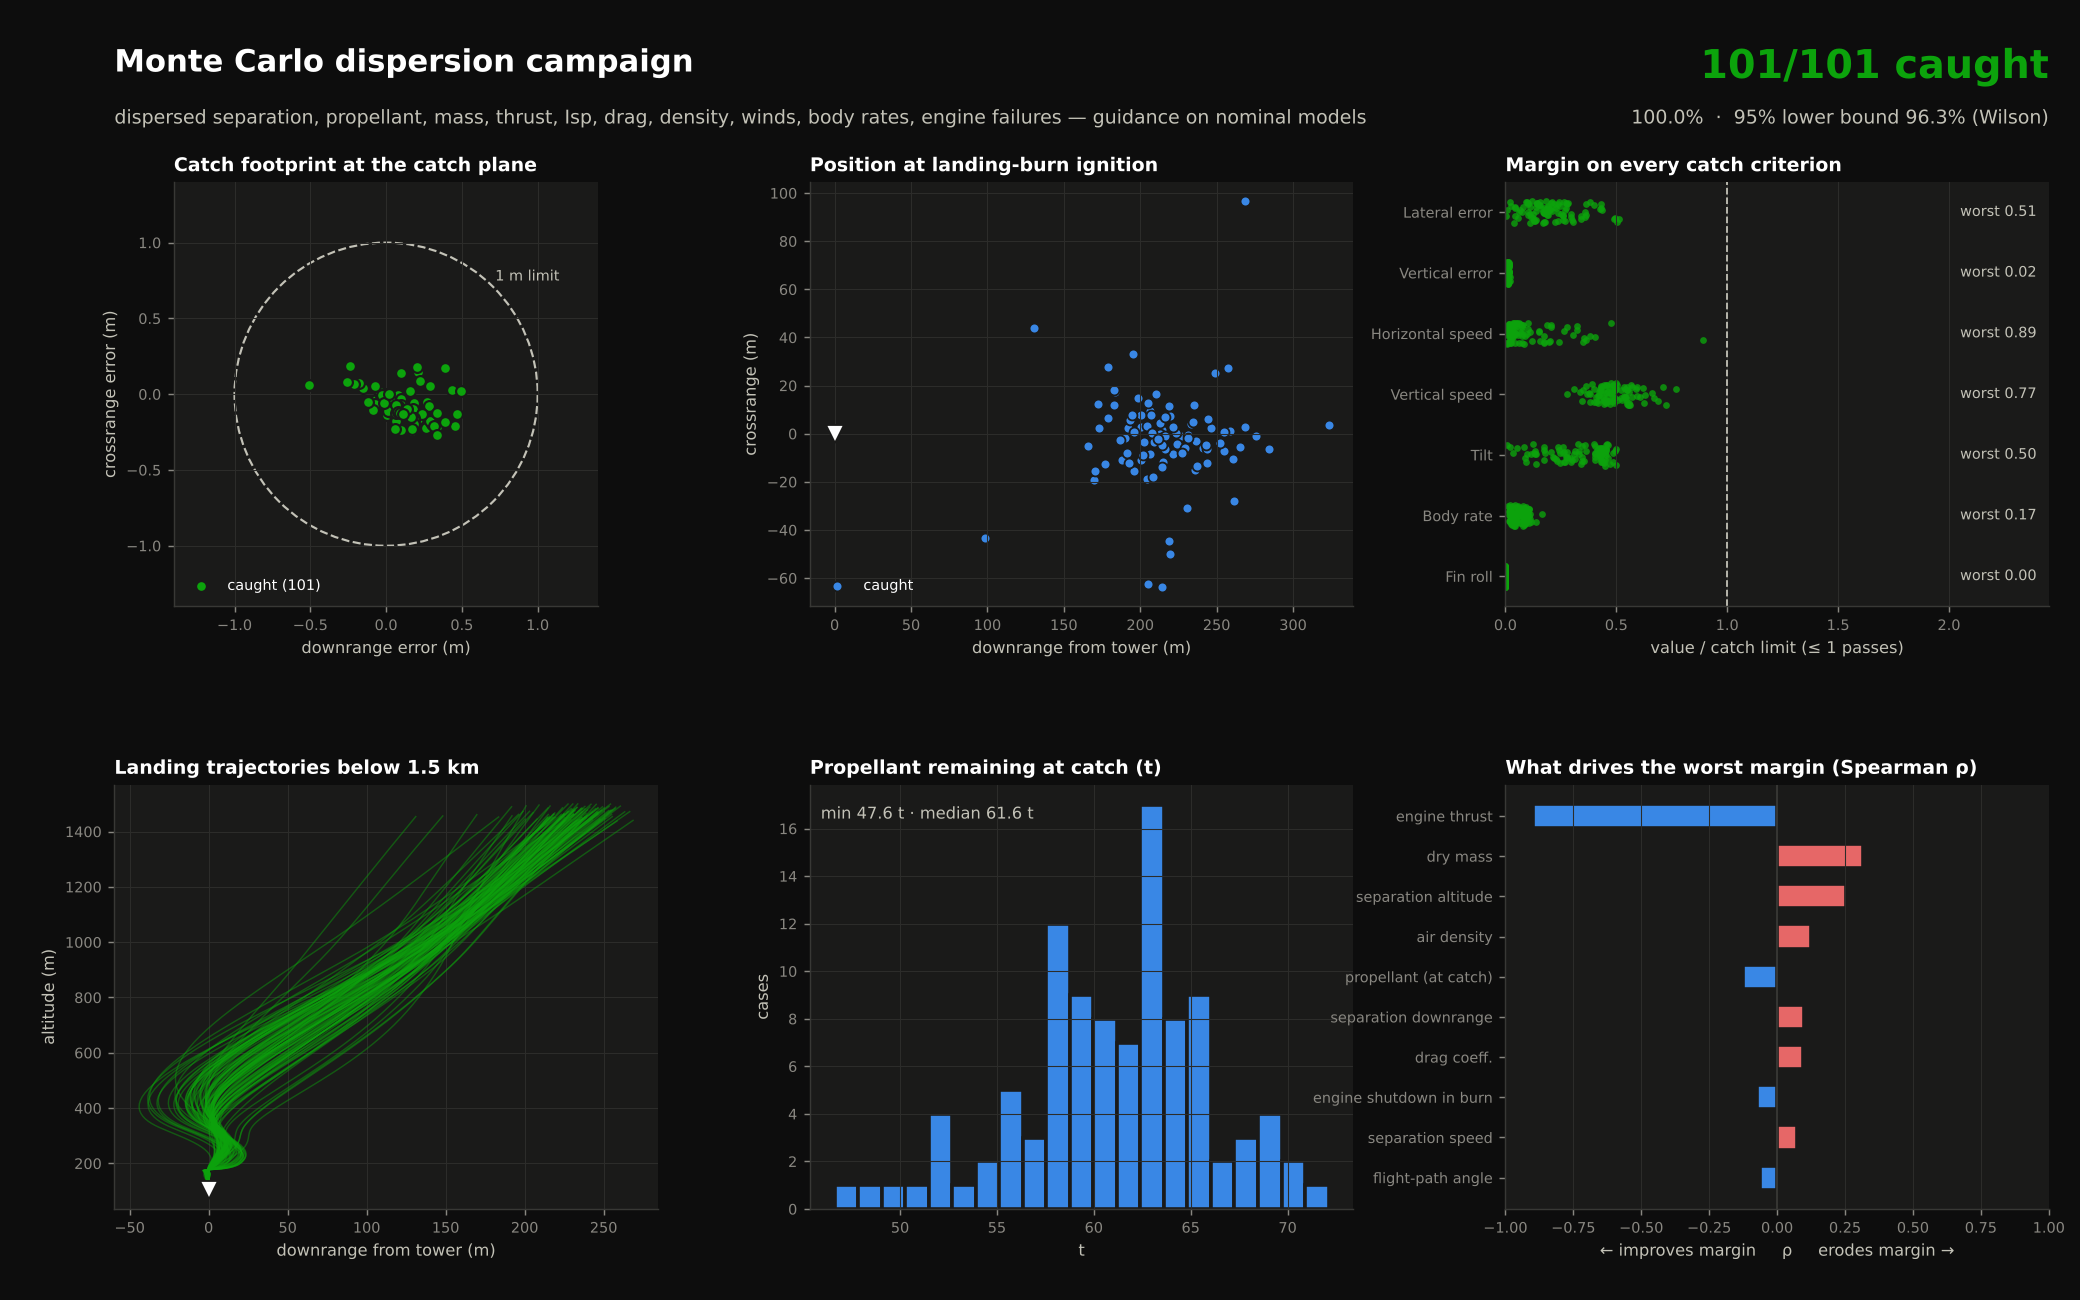 Monte Carlo dispersion campaign
101/101 caught
dispersed separation, propellant, mass, thrust, Isp, drag, density, winds, body rates, engine failures — guidance on nominal models
100.0% · 95% lower bound 96.3% (Wilson)
Catch footprint at the catch plane
1.0
0.5
0.0
−0.5
−1.0
crossrange error (m)
1 m limit
caught (101)
−1.0 −0.5 0.0 0.5 1.0
downrange error (m)
Position at landing-burn ignition
100
80
60
40
20
0
−20
−40
−60
crossrange (m)
caught
0 50 100 150 200 250 300
downrange from tower (m)
Margin on every catch criterion
Lateral error worst 0.51
Vertical error worst 0.02
Horizontal speed worst 0.89
Vertical speed worst 0.77
Tilt worst 0.50
Body rate worst 0.17
Fin roll worst 0.00
0.0 0.5 1.0 1.5 2.0
value / catch limit (≤ 1 passes)
Landing trajectories below 1.5 km
1400
1200
1000
800
600
400
200
altitude (m)
−50 0 50 100 150 200 250
downrange from tower (m)
Propellant remaining at catch (t)
min 47.6 t · median 61.6 t
16
14
12
10
8
6
4
2
0
cases
50 55 60 65 70
t
What drives the worst margin (Spearman ρ)
engine thrust
dry mass
separation altitude
air density
propellant (at catch)
separation downrange
drag coeff.
engine shutdown in burn
separation speed
flight-path angle
−1.00 −0.75 −0.50 −0.25 0.00 0.25 0.50 0.75 1.00
← improves margin ρ erodes margin →